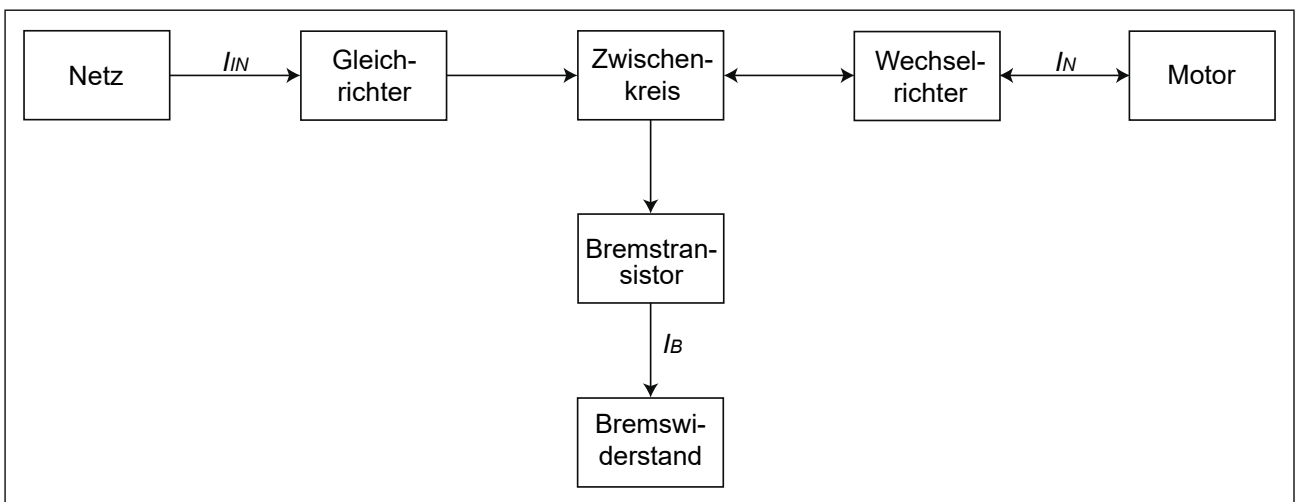 Netz
I_IN
Gleich-
richter
Zwischen-
kreis
Wechsel-
richter
I_N
Motor
Bremstran-
sistor
I_B
Bremswi-
derstand